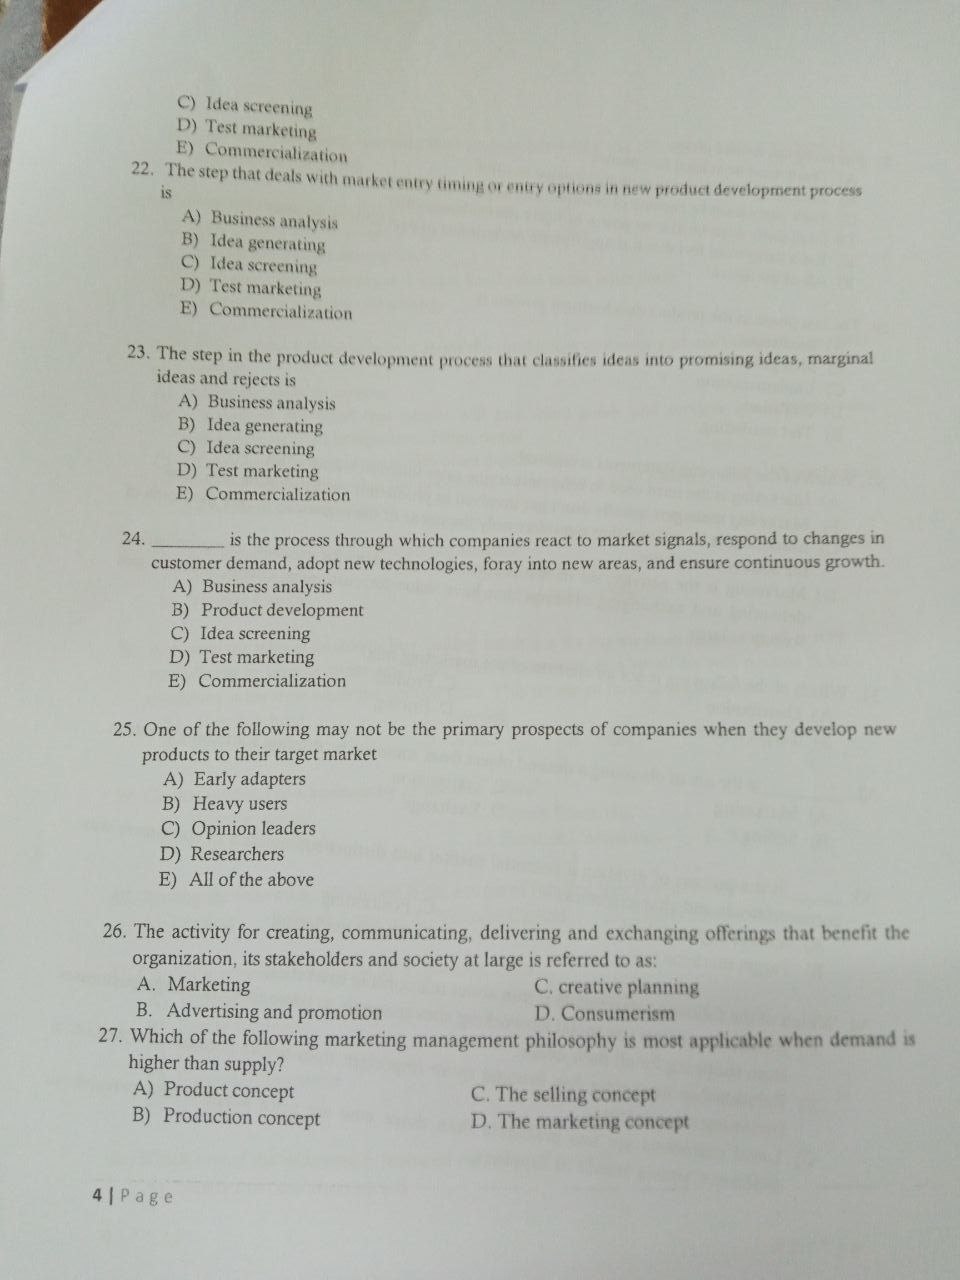 C) Idea screening
D) Test marketing
E) Commercialization
22. The step that deals with market entry timing or entry options in new product development process
is
A) Business analysis
B) Idea generating
C) Idea screening
D) Test marketing
E) Commercialization
23. The step in the product development process that classifies ideas into promising ideas, marginal
ideas and rejects is
A) Business analysis
B) Idea generating
C) Idea screening
D) Test marketing
E) Commercialization
24. ________ is the process through which companies react to market signals, respond to changes in
customer demand, adopt new technologies, foray into new areas, and ensure continuous growth.
A) Business analysis
B) Product development
C) Idea screening
D) Test marketing
E) Commercialization
25. One of the following may not be the primary prospects of companies when they develop new
products to their target market
A) Early adapters
B) Heavy users
C) Opinion leaders
D) Researchers
E) All of the above
26. The activity for creating, communicating, delivering and exchanging offerings that benefit the
organization, its stakeholders and society at large is referred to as:
A. Marketing C. creative planning
B. Advertising and promotion D. Consumerism
27. Which of the following marketing management philosophy is most applicable when demand is
higher than supply?
A) Product concept C. The selling concept
B) Production concept D. The marketing concept
4 | Page